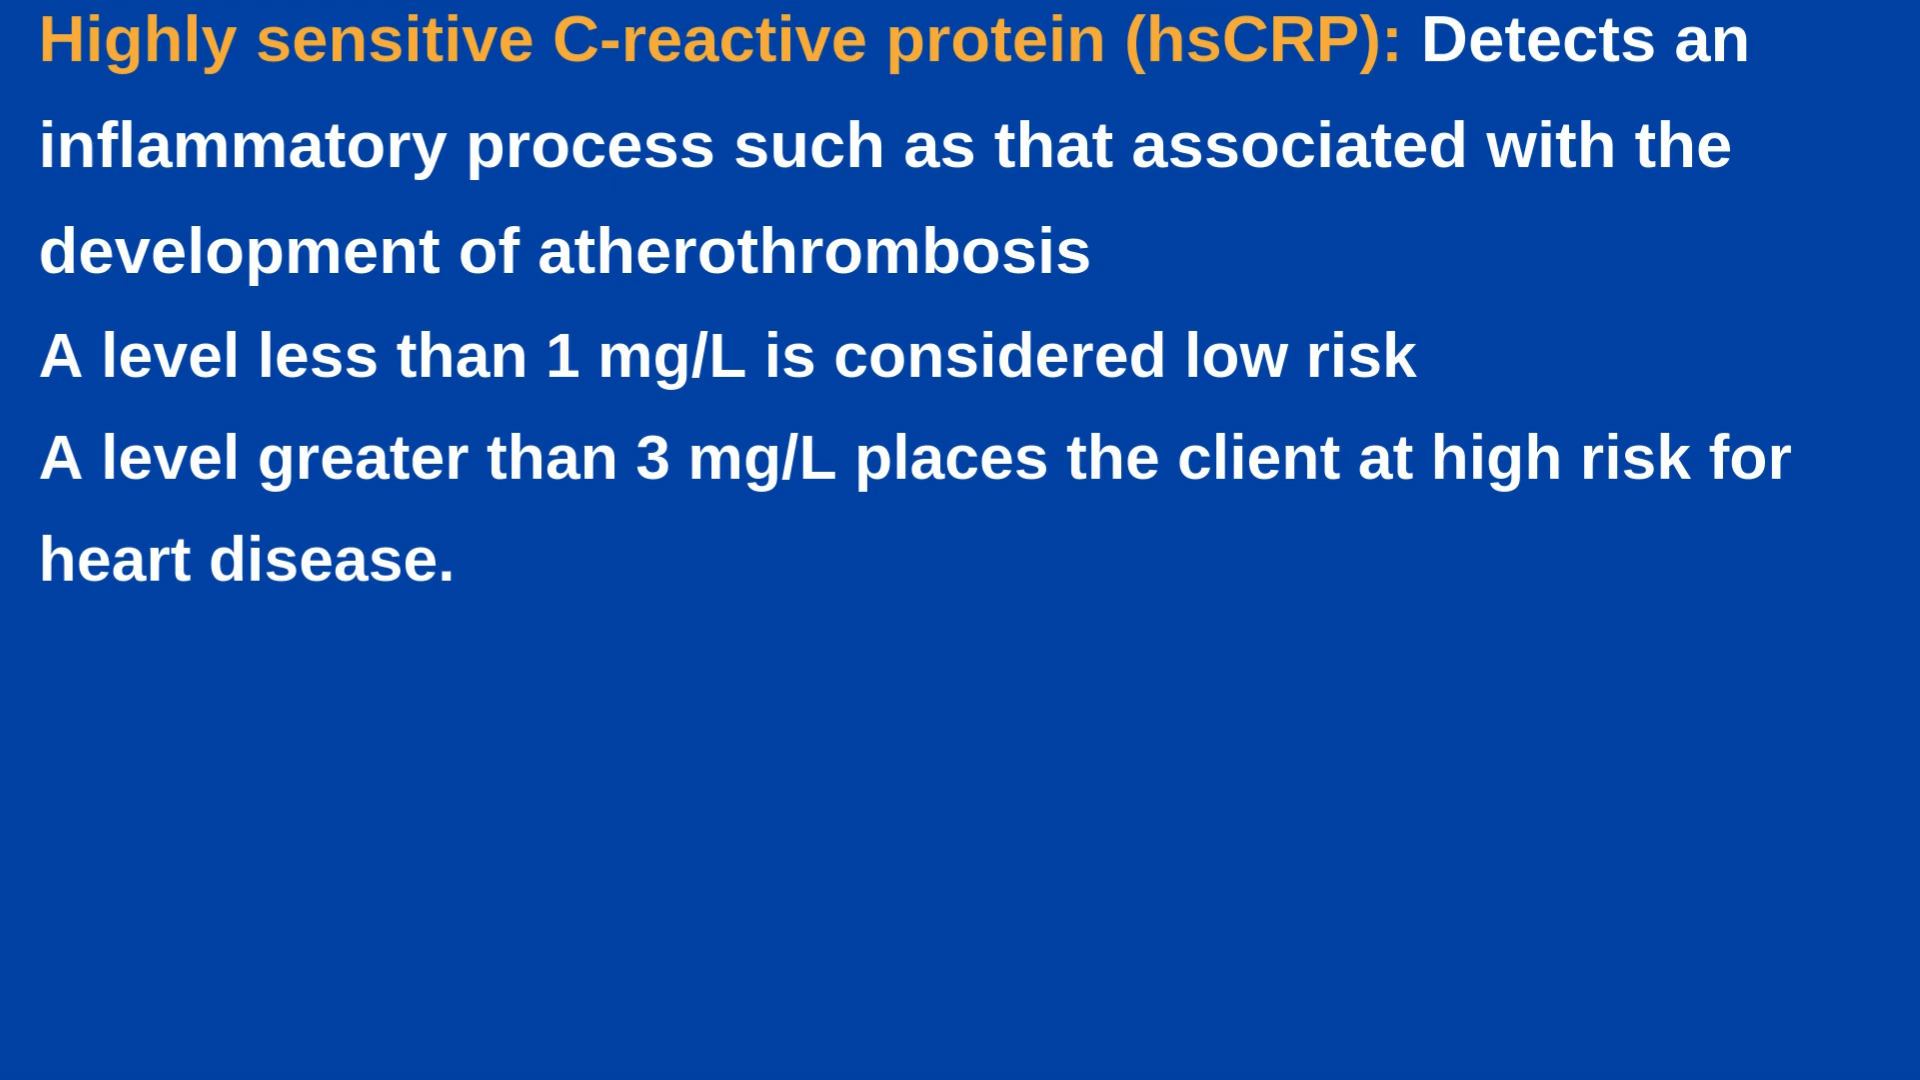 Highly sensitive C-reactive protein (hsCRP): Detects an
inflammatory process such as that associated with the
development of atherothrombosis
A level less than 1 mg/L is considered low risk
A level greater than 3 mg/L places the client at high risk for
heart disease.